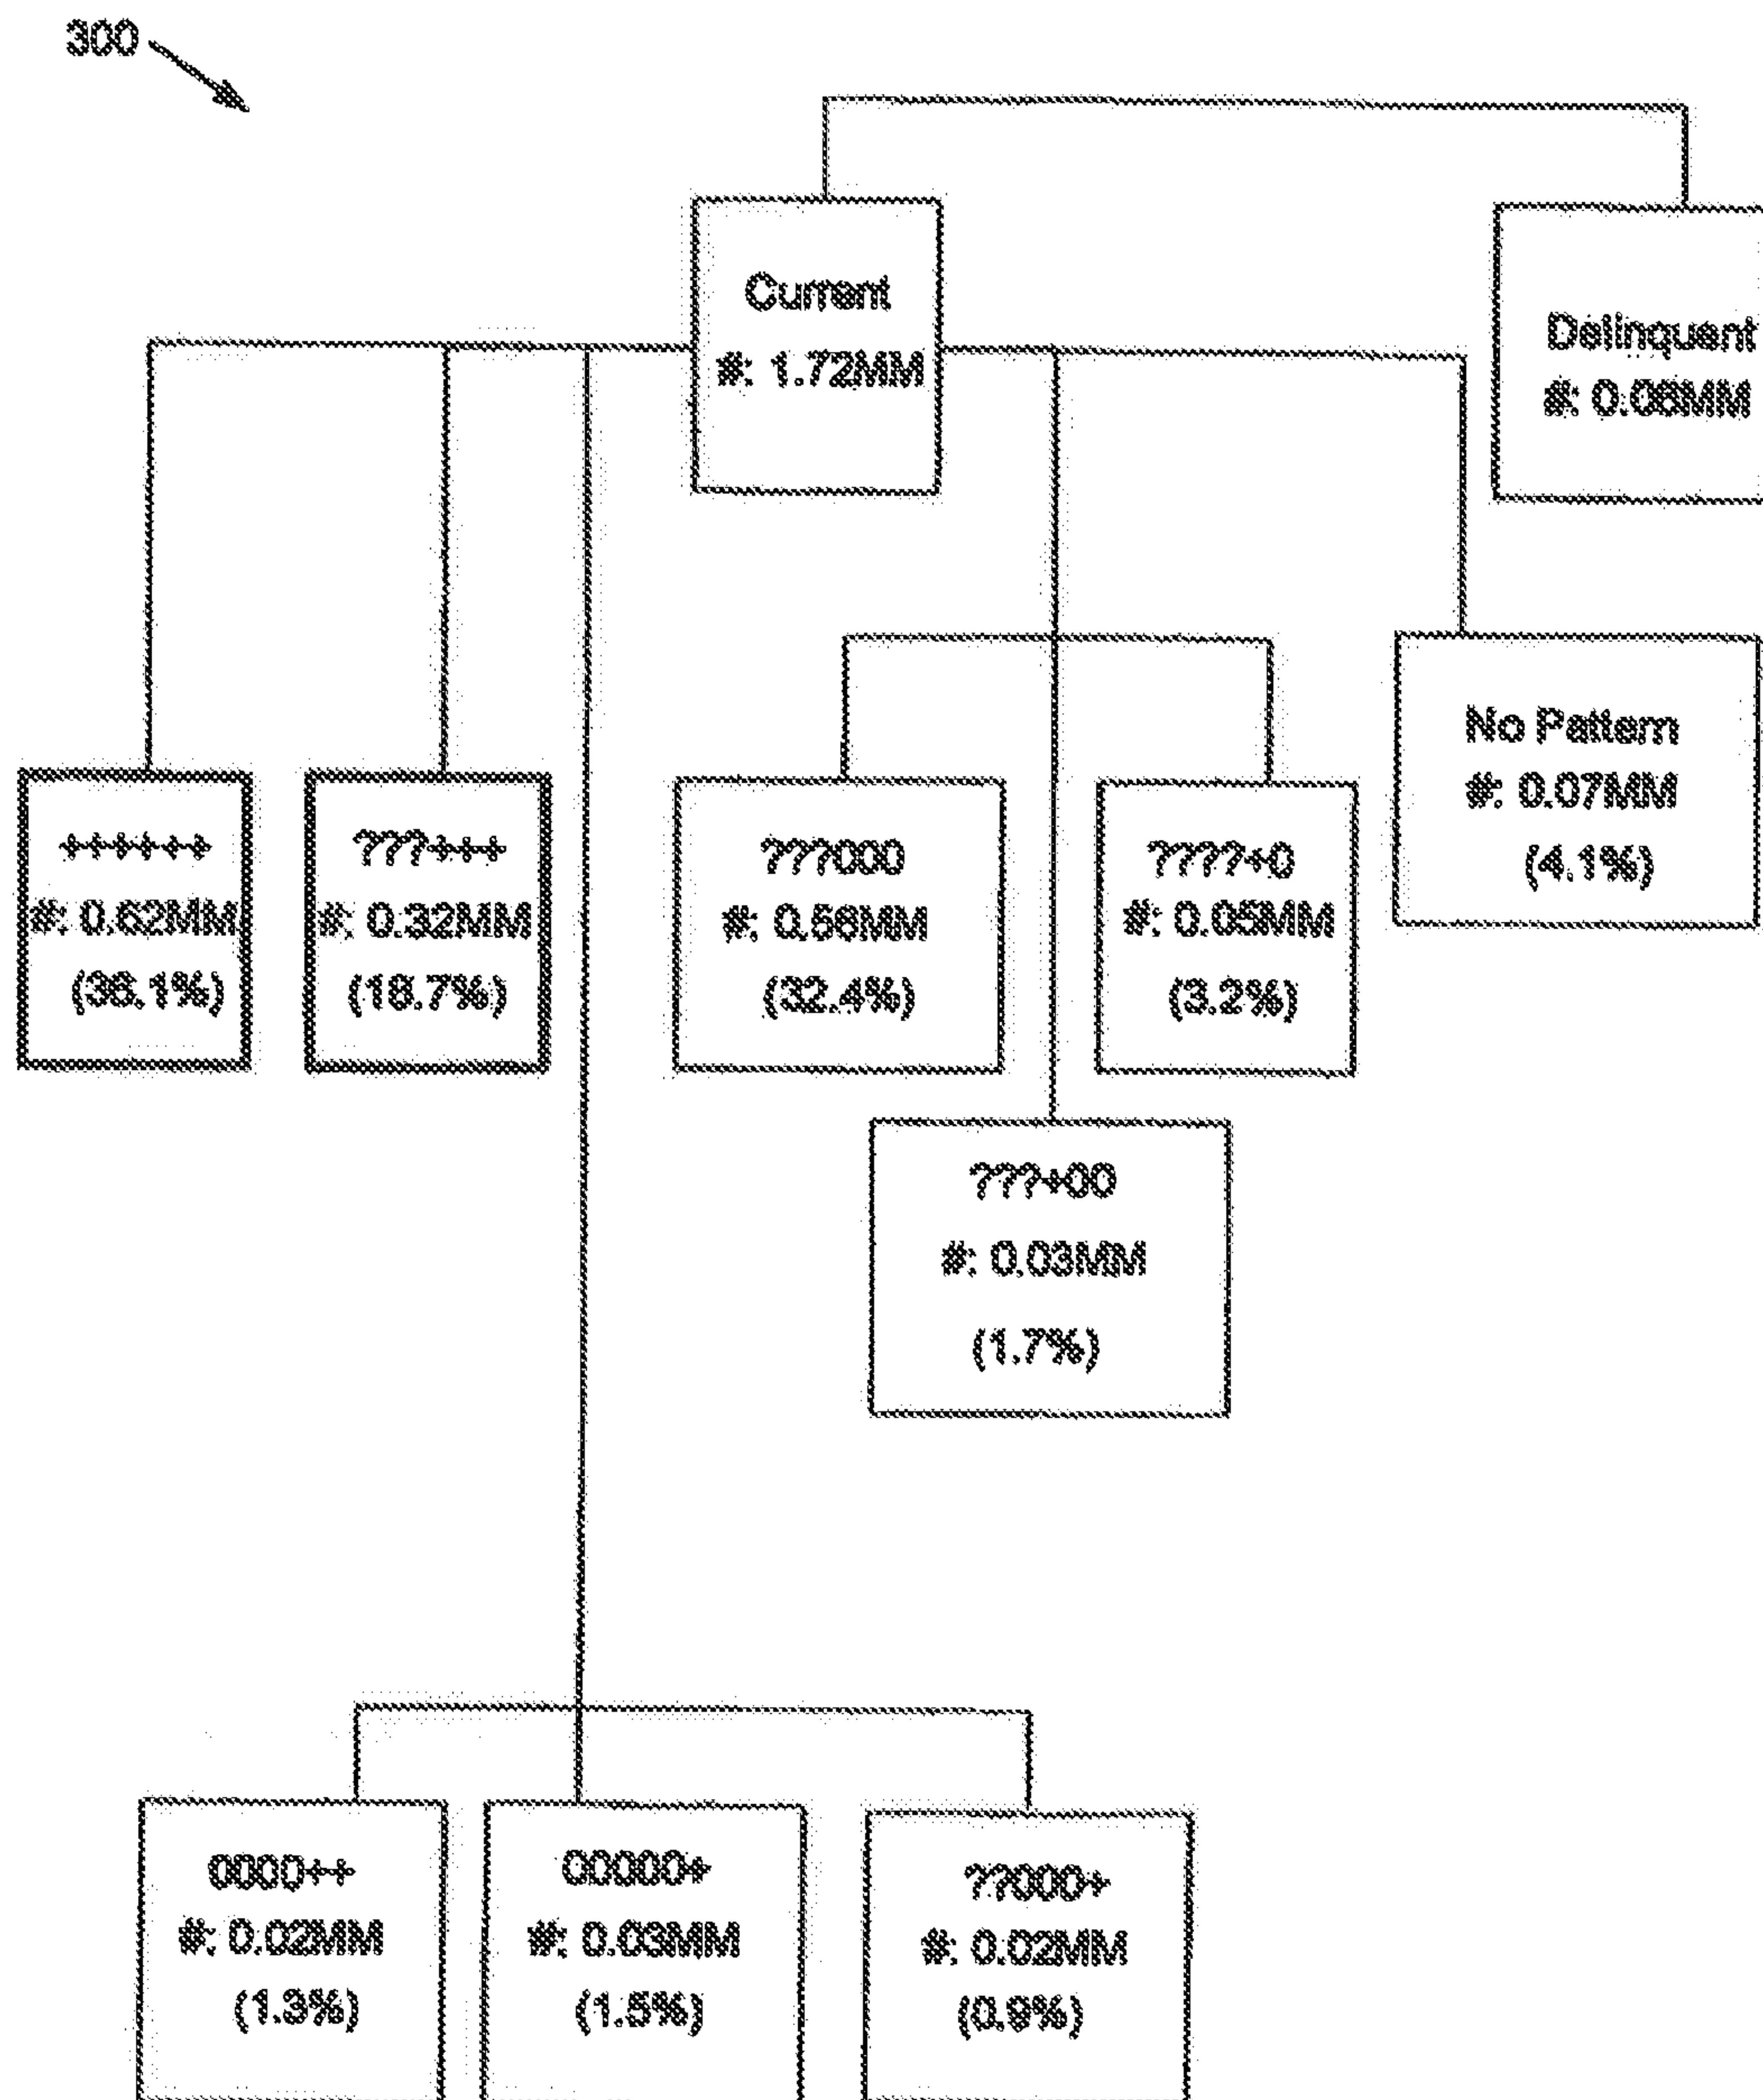 300
Current
#: 1.72MM
Delinquent
#:
No Pattern
#: 0.07MM
(4.1%)
++++++
#: 0.62MM
(36.1%)
???+++
#: 0.32MM
(18.7%)
???000
#: 0.56MM
(32.4%)
????+0
#: 0.05MM
(3.2%)
???+00
#: 0.03MM
(1.7%)
0000++
#: 0.02MM
(1.3%)
00000+
#: 0.03MM
(1.5%)
??000+
#: 0.02MM
(0.9%)